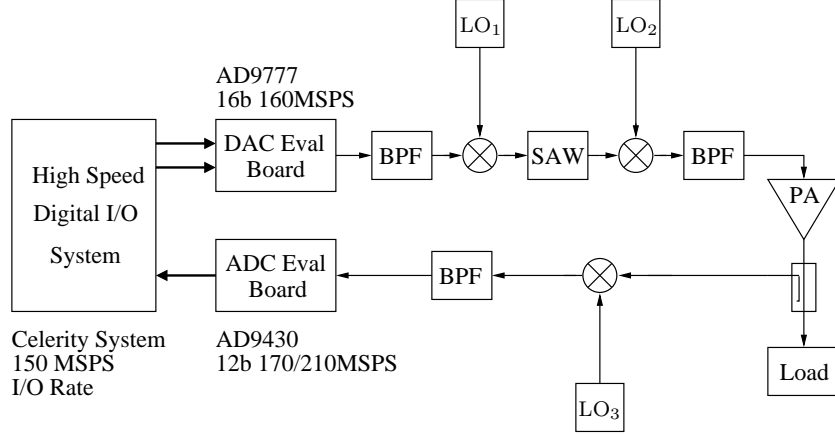 LO₁
LO₂
AD9777
16b 160MSPS
High Speed
Digital I/O
System
DAC Eval
Board
BPF
SAW
BPF
PA
ADC Eval
Board
BPF
Celerity System
150 MSPS
I/O Rate
AD9430
12b 170/210MSPS
LO₃
Load